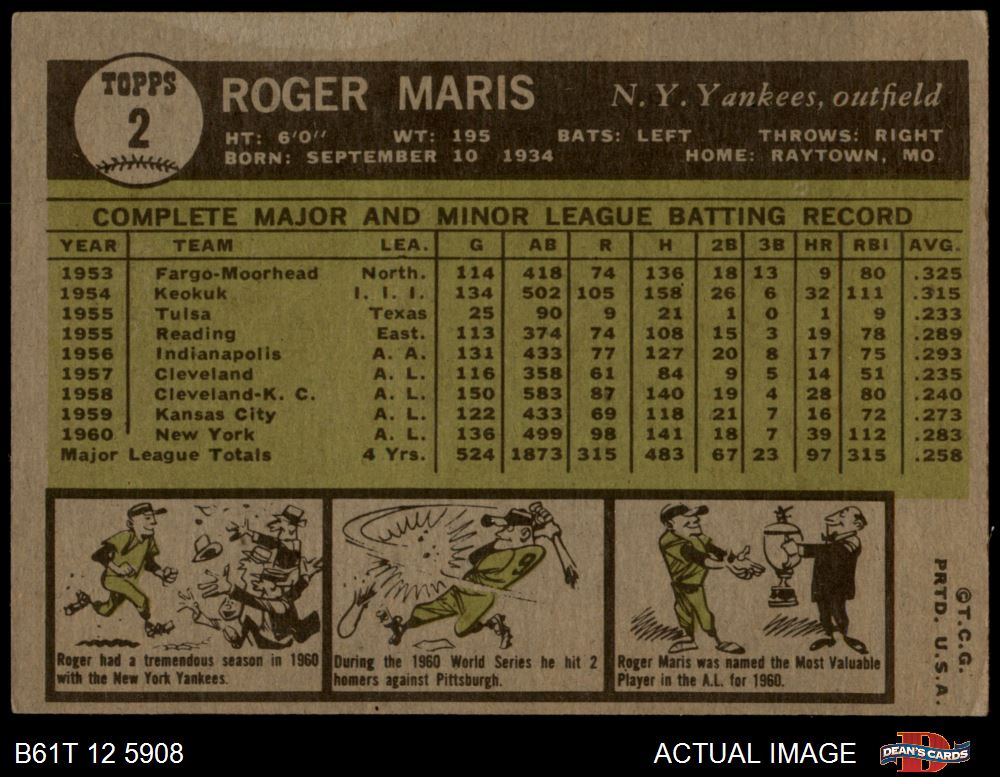 TOPPS
2
ROGER MARIS N.Y. Yankees, outfield
HT: 6'0" WT: 195 BATS: LEFT THROWS: RIGHT
BORN: SEPTEMBER 10 1934 HOME: RAYTOWN, MO.
COMPLETE MAJOR AND MINOR LEAGUE BATTING RECORD
YEAR TEAM LEA. G AB R H 2B 3B HR RBI AVG.
1953 Fargo-Moorhead North. 114 418 74 136 18 13 9 80 .325
1954 Keokuk I. I. I. 134 502 105 158 26 6 32 111 .315
1955 Tulsa Texas 25 90 9 21 1 0 1 9 .233
1955 Reading East. 113 374 74 108 15 3 19 78 .289
1956 Indianapolis A. A. 131 433 77 127 20 8 17 75 .293
1957 Cleveland A. L. 116 358 61 84 9 5 14 51 .235
1958 Cleveland-K. C. A. L. 150 583 87 140 19 4 28 80 .240
1959 Kansas City A. L. 122 433 69 118 21 7 16 72 .273
1960 New York A. L. 136 499 98 141 18 7 39 112 .283
Major League Totals 4 Yrs. 524 1873 315 483 67 23 97 315 .258
9
Roger had a tremendous season in 1960
with the New York Yankees.
During the 1960 World Series he hit 2
homers against Pittsburgh.
Roger Maris was named the Most Valuable
Player in the A.L. for 1960.
©T.C.G.
PRTD. U.S.A.
B61T 12 5908 ACTUAL IMAGE DEAN'S CARDS